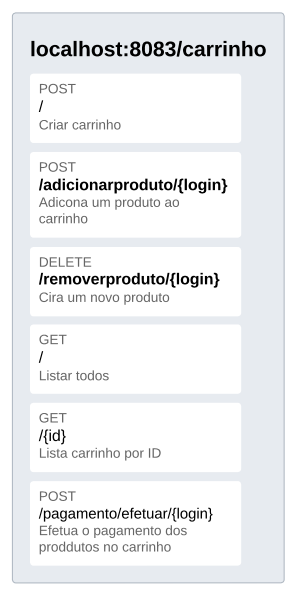 localhost:8083/carrinho
POST
/
Criar carrinho
POST
/adicionarproduto/{login}
Adicona um produto ao
carrinho
DELETE
/removerproduto/{login}
Cira um novo produto
GET
/
Listar todos
GET
/{id}
Lista carrinho por ID
POST
/pagamento/efetuar/{login}
Efetua o pagamento dos
proddutos no carrinho